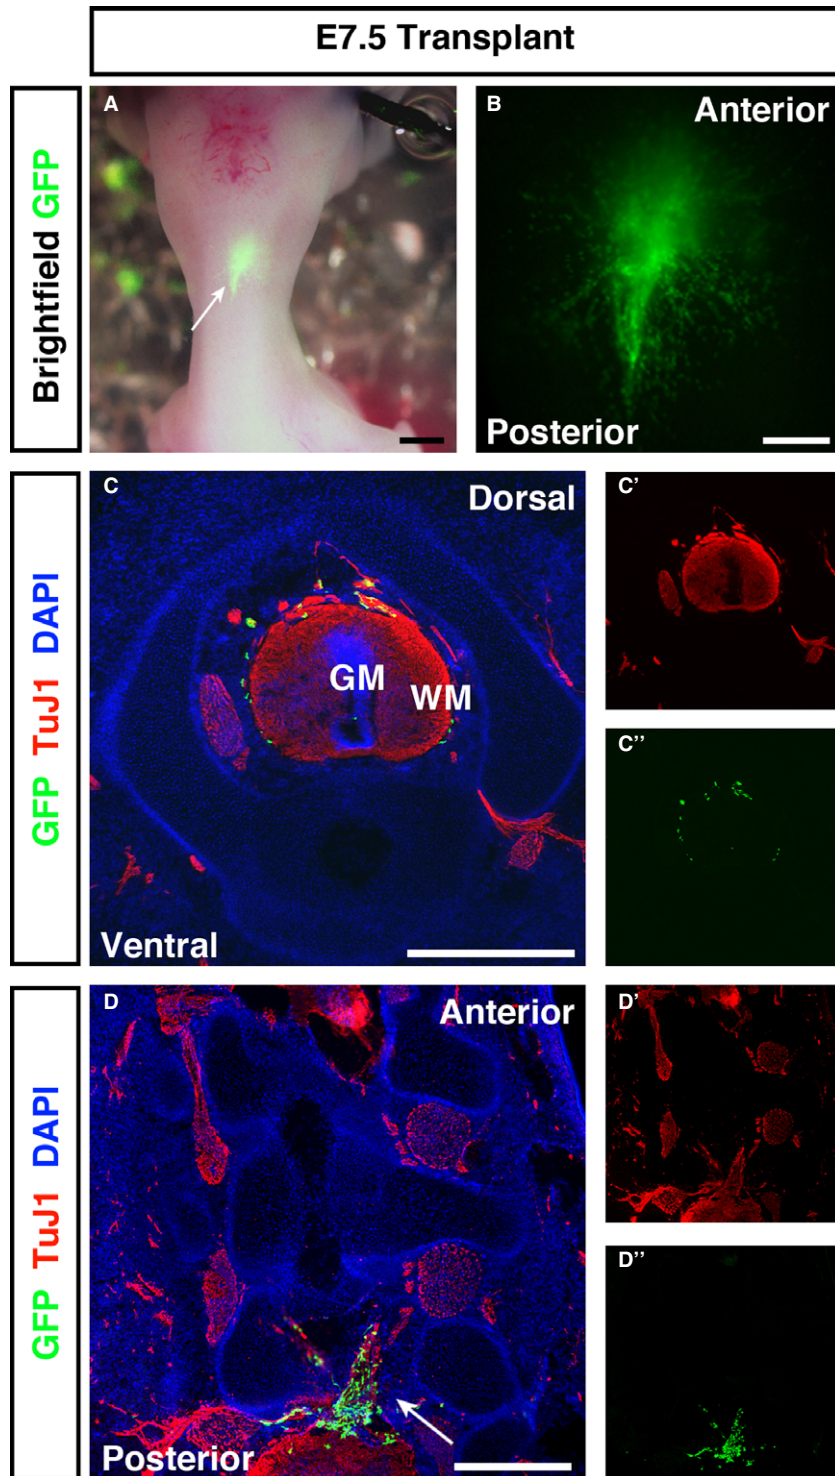 E7.5 Transplant
Brightfield GFP
A
B
Anterior
Posterior
GFP TuJ1 DAPI
C
Dorsal
GM
WM
Ventral
C'
C''
GFP TuJ1 DAPI
D
Anterior
Posterior
D'
D''